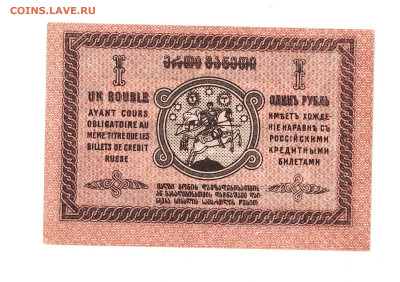 COINS.LAVE.RU
ერთი მანეთი
I
I
UN ROUBLE
AYANT COURS
OBLIGATOIRE AU
MÊME TITRE QUE LES
BILLETS DE CRÉDIT
RUSSE
ОДИНЪ РУБЛЬ
ИМѢЕТЪ ХОЖДЕ-
НІЕ НАРАВНѢ СЪ
РОССІЙСКИМИ
КРЕДИТНЫМИ
БИЛЕТАМИ